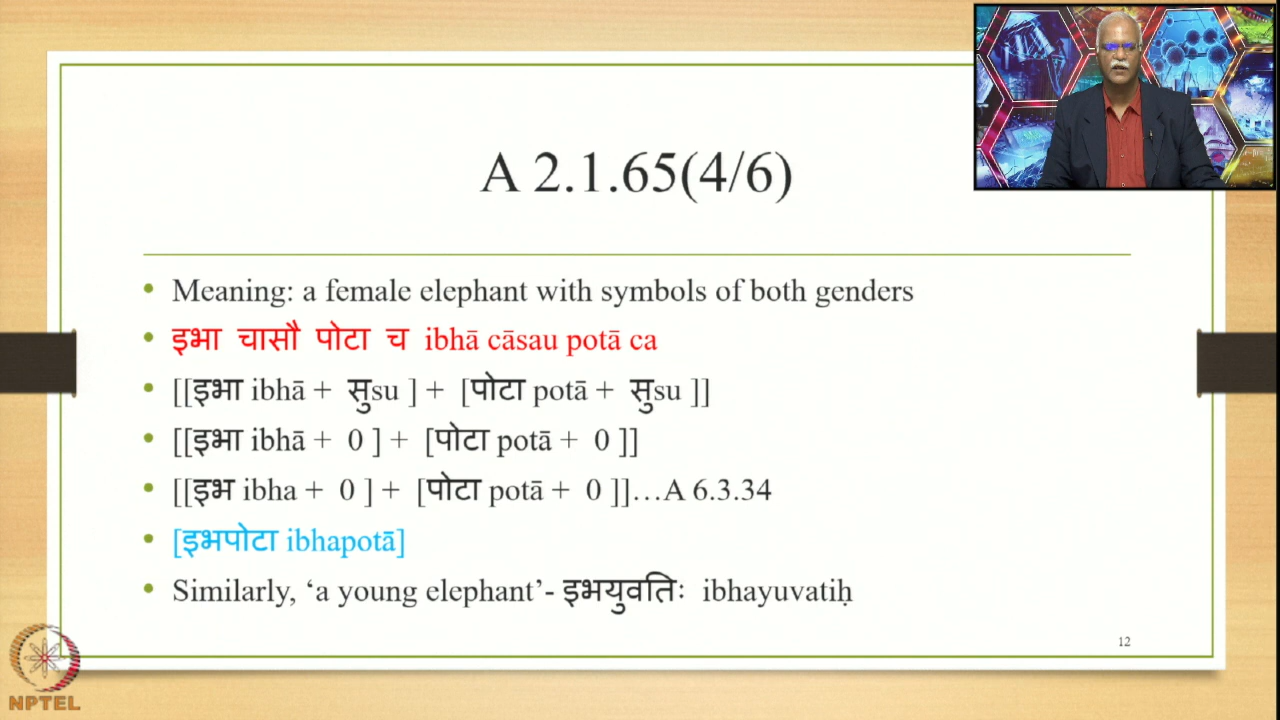 A 2.1.65(4/6)
Meaning: a female elephant with symbols of both genders
इभा चासौ पोटा च ibhā cāsau potā ca
[[इभा ibhā + सुsu ] + [पोटा potā + सुsu ]]
[[इभा ibhā + 0 ] + [पोटा potā + 0 ]]
[[इभ ibha + 0 ] + [पोटा potā + 0 ]]…A 6.3.34
[इभपोटा ibhapotā]
Similarly, ‘a young elephant’- इभयुवतिः ibhayuvatiḥ
12
NPTEL